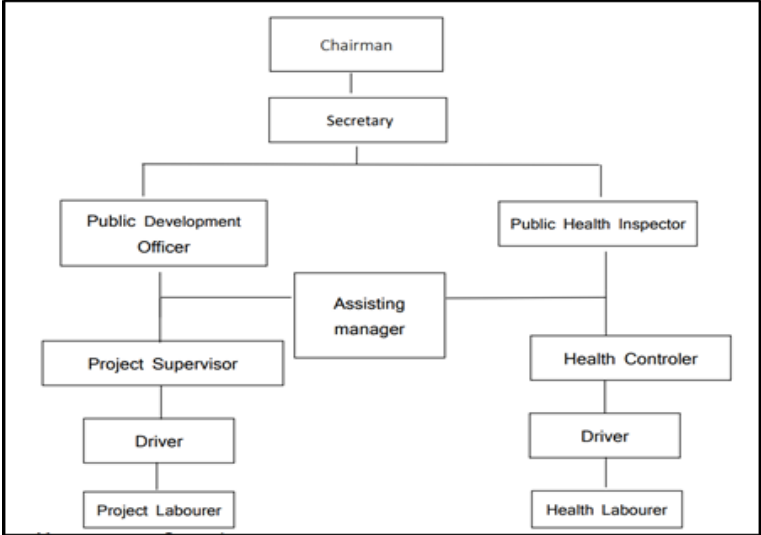 Chairman
Secretary
Public Development
Officer
Public Health Inspector
Assisting
manager
Project Supervisor
Health Controler
Driver
Driver
Project Labourer
Health Labourer